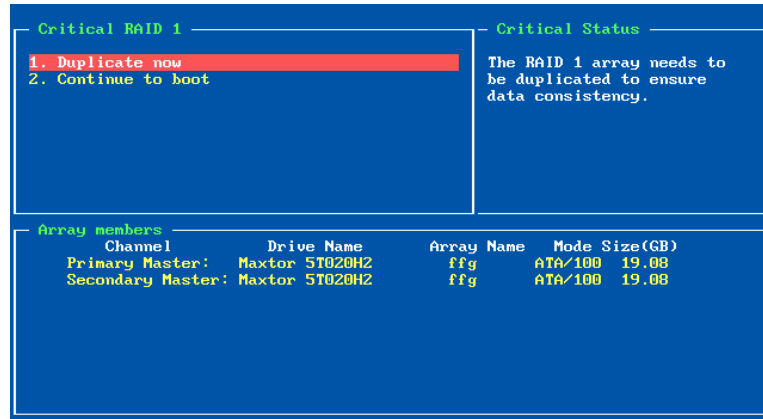 Critical RAID 1
1. Duplicate now
2. Continue to boot
Critical Status
The RAID 1 array needs to
be duplicated to ensure
data consistency.
Array members
Channel Drive Name Array Name Mode Size(GB)
Primary Master: Maxtor 5T020H2 ffg ATA/100 19.08
Secondary Master: Maxtor 5T020H2 ffg ATA/100 19.08